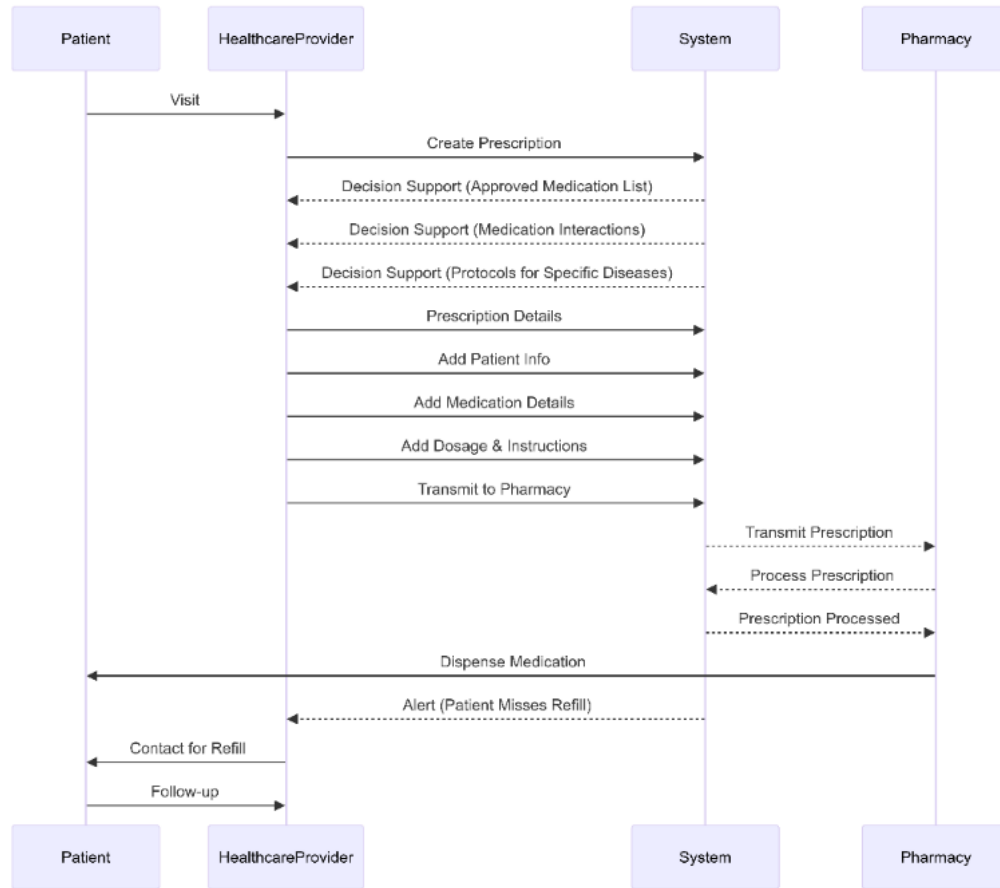 Patient
HealthcareProvider
System
Pharmacy
Visit
Create Prescription
Decision Support (Approved Medication List)
Decision Support (Medication Interactions)
Decision Support (Protocols for Specific Diseases)
Prescription Details
Add Patient Info
Add Medication Details
Add Dosage & Instructions
Transmit to Pharmacy
Transmit Prescription
Process Prescription
Prescription Processed
Dispense Medication
Alert (Patient Misses Refill)
Contact for Refill
Follow-up
Patient
HealthcareProvider
System
Pharmacy